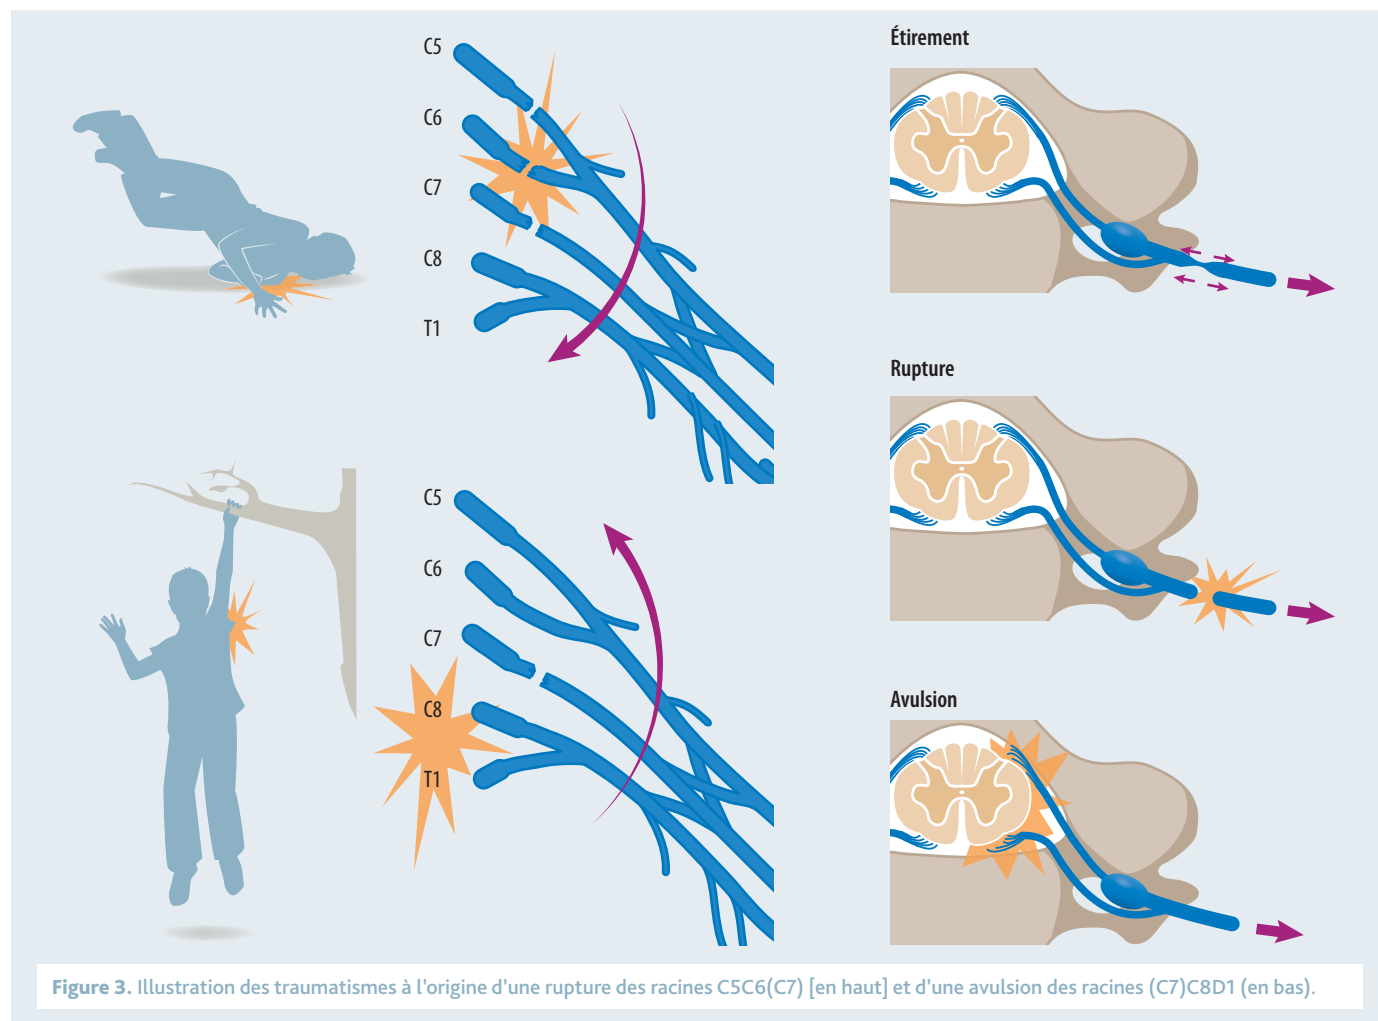 C5
C6
C7
C8
T1
C5
C6
C7
C8
T1
Étirement
Rupture
Avulsion
Figure 3. Illustration des traumatismes à l'origine d'une rupture des racines C5C6(C7) [en haut] et d'une avulsion des racines (C7)C8D1 (en bas).